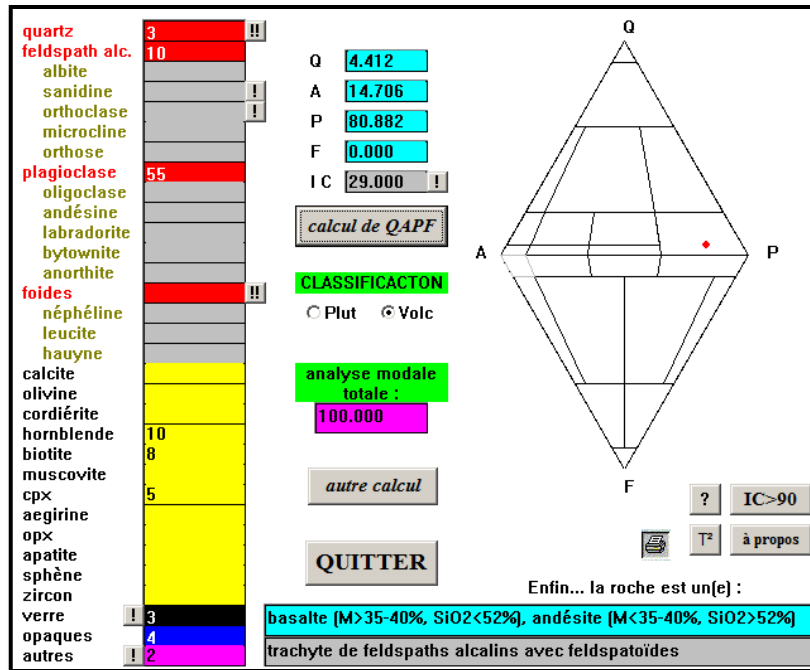 quartz 3 !!
feldspath alc. 10
albite
sanidine !
orthoclase !
microcline
orthose
plagioclase 55
oligoclase
andésine
labradorite
bytownite
anorthite
foides !!
néphéline
leucite
hauyne
calcite
olivine
cordiérite
hornblende 10
biotite 8
muscovite
cpx 5
aegirine
opx
apatite
sphène
zircon
verre ! 3
opaques 4
autres ! 2
Q 4.412
A 14.706
P 80.882
F 0.000
I C 29.000 !
calcul de QAPF
CLASSIFICACTON
Plut Volc
analyse modale
totale :
100.000
autre calcul
QUITTER
Q
A
P
F
? IC>90
T² à propos
Enfin... la roche est un(e) :
basalte (M>35-40%, SiO2<52%), andésite (M<35-40%, SiO2>52%)
trachyte de feldspaths alcalins avec feldspatoïdes